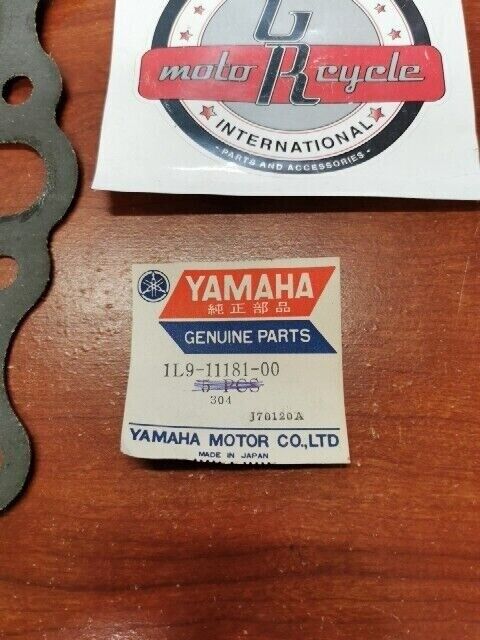 GR
moto R cycle
INTERNATIONAL
- PARTS AND ACCESSORIES -
YAMAHA
純正部品
GENUINE PARTS
1L9-11181-00
5 PCS
304
J70120A
YAMAHA MOTOR CO.,LTD
MADE IN JAPAN